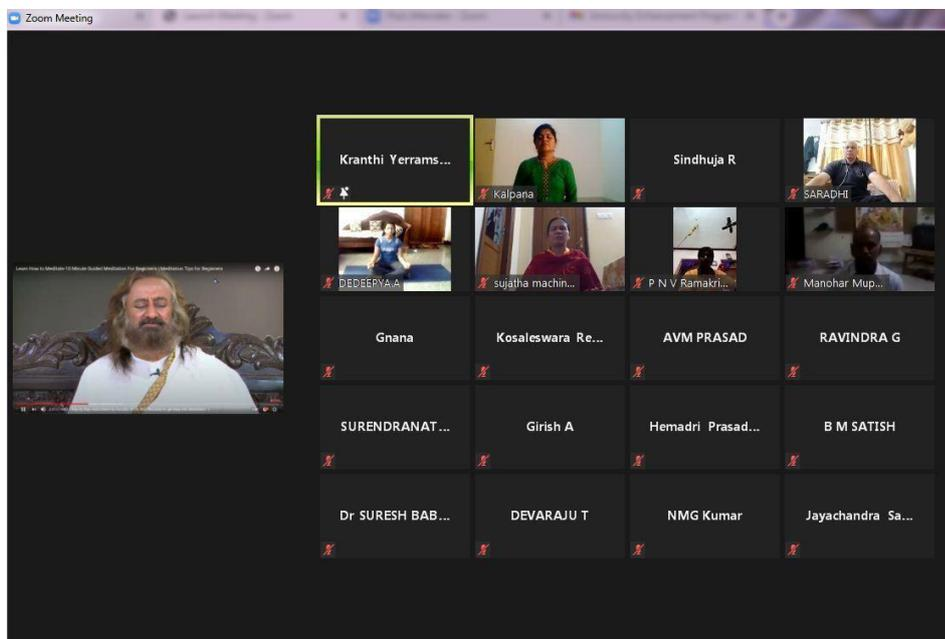 Zoom Meeting
Learn How to Meditate-10 Minute Guided Meditation For Beginners | Meditation Tips for Beginners
Kranthi Yerrams...
Kalpana
Sindhuja R
SARADHI
DEDEEPYA.A
sujatha machin...
P N V Ramakri...
Manohar Mup...
Gnana
Kosaleswara Re...
AVM PRASAD
RAVINDRA G
SURENDRANAT...
Girish A
Hemadri Prasad...
B M SATISH
Dr SURESH BAB...
DEVARAJU T
NMG Kumar
Jayachandra Sa...